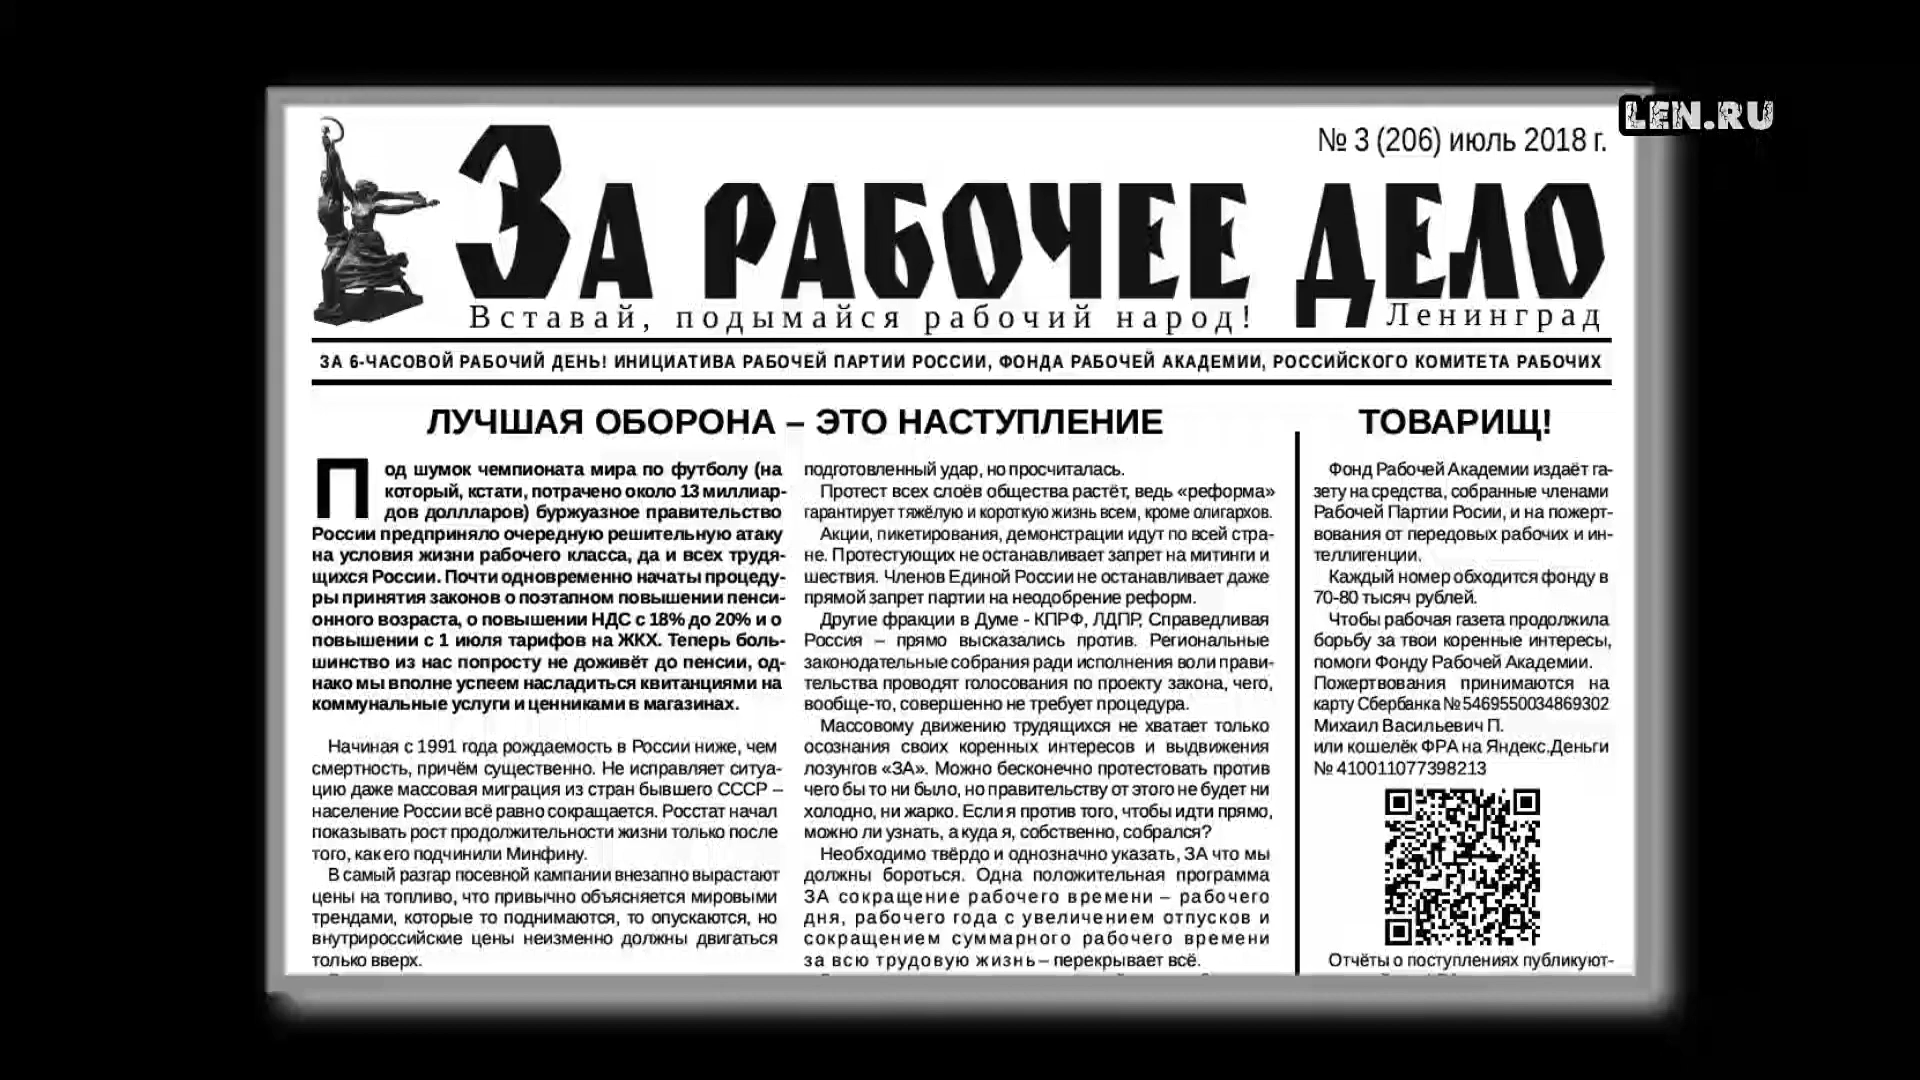 LEN.RU
№ 3 (206) июль 2018 г.
За рабочее дело
Вставай, подымайся рабочий народ!
Ленинград
ЗА 6-ЧАСОВОЙ РАБОЧИЙ ДЕНЬ! ИНИЦИАТИВА РАБОЧЕЙ ПАРТИИ РОССИИ, ФОНДА РАБОЧЕЙ АКАДЕМИИ, РОССИЙСКОГО КОМИТЕТА РАБОЧИХ
ЛУЧШАЯ ОБОРОНА – ЭТО НАСТУПЛЕНИЕ
Под шумок чемпионата мира по футболу (на
который, кстати, потрачено около 13 миллиар-
дов доллларов) буржуазное правительство
России предприняло очередную решительную атаку
на условия жизни рабочего класса, да и всех трудя-
щихся России. Почти одновременно начаты процеду-
ры принятия законов о поэтапном повышении пенси-
онного возраста, о повышении НДС с 18% до 20% и о
повышении с 1 июля тарифов на ЖКХ. Теперь боль-
шинство из нас попросту не доживёт до пенсии, од-
нако мы вполне успеем насладиться квитанциями на
коммунальные услуги и ценниками в магазинах.
Начиная с 1991 года рождаемость в России ниже, чем
смертность, причём существенно. Не исправляет ситуа-
цию даже массовая миграция из стран бывшего СССР –
население России всё равно сокращается. Росстат начал
показывать рост продолжительности жизни только после
того, как его подчинили Минфину.
В самый разгар посевной кампании внезапно вырастают
цены на топливо, что привычно объясняется мировыми
трендами, которые то поднимаются, то опускаются, но
внутрироссийские цены неизменно должны двигаться
только вверх.
подготовленный удар, но просчиталась.
Протест всех слоёв общества растёт, ведь «реформа»
гарантирует тяжёлую и короткую жизнь всем, кроме олигархов.
Акции, пикетирования, демонстрации идут по всей стра-
не. Протестующих не останавливает запрет на митинги и
шествия. Членов Единой России не останавливает даже
прямой запрет партии на неодобрение реформ.
Другие фракции в Думе - КПРФ, ЛДПР, Справедливая
Россия – прямо высказались против. Региональные
законодательные собрания ради исполнения воли прави-
тельства проводят голосования по проекту закона, чего,
вообще-то, совершенно не требует процедура.
Массовому движению трудящихся не хватает только
осознания своих коренных интересов и выдвижения
лозунгов «ЗА». Можно бесконечно протестовать против
чего бы то ни было, но правительству от этого не будет ни
холодно, ни жарко. Если я против того, чтобы идти прямо,
можно ли узнать, а куда я, собственно, собрался?
Необходимо твёрдо и однозначно указать, ЗА что мы
должны бороться. Одна положительная программа
ЗА сокращение рабочего времени – рабочего
дня, рабочего года с увеличением отпусков и
сокращением суммарного рабочего времени
за всю трудовую жизнь – перекрывает всё.
ТОВАРИЩ!
Фонд Рабочей Академии издаёт га-
зету на средства, собранные членами
Рабочей Партии Росии, и на пожерт-
вования от передовых рабочих и ин-
теллигенции.
Каждый номер обходится фонду в
70-80 тысяч рублей.
Чтобы рабочая газета продолжила
борьбу за твои коренные интересы,
помоги Фонду Рабочей Академии.
Пожертвования принимаются на
карту Сбербанка № 5469550034869302
Михаил Васильевич П.
или кошелёк ФРА на Яндекс.Деньги
№ 410011077398213
Отчёты о поступлениях публикуют-